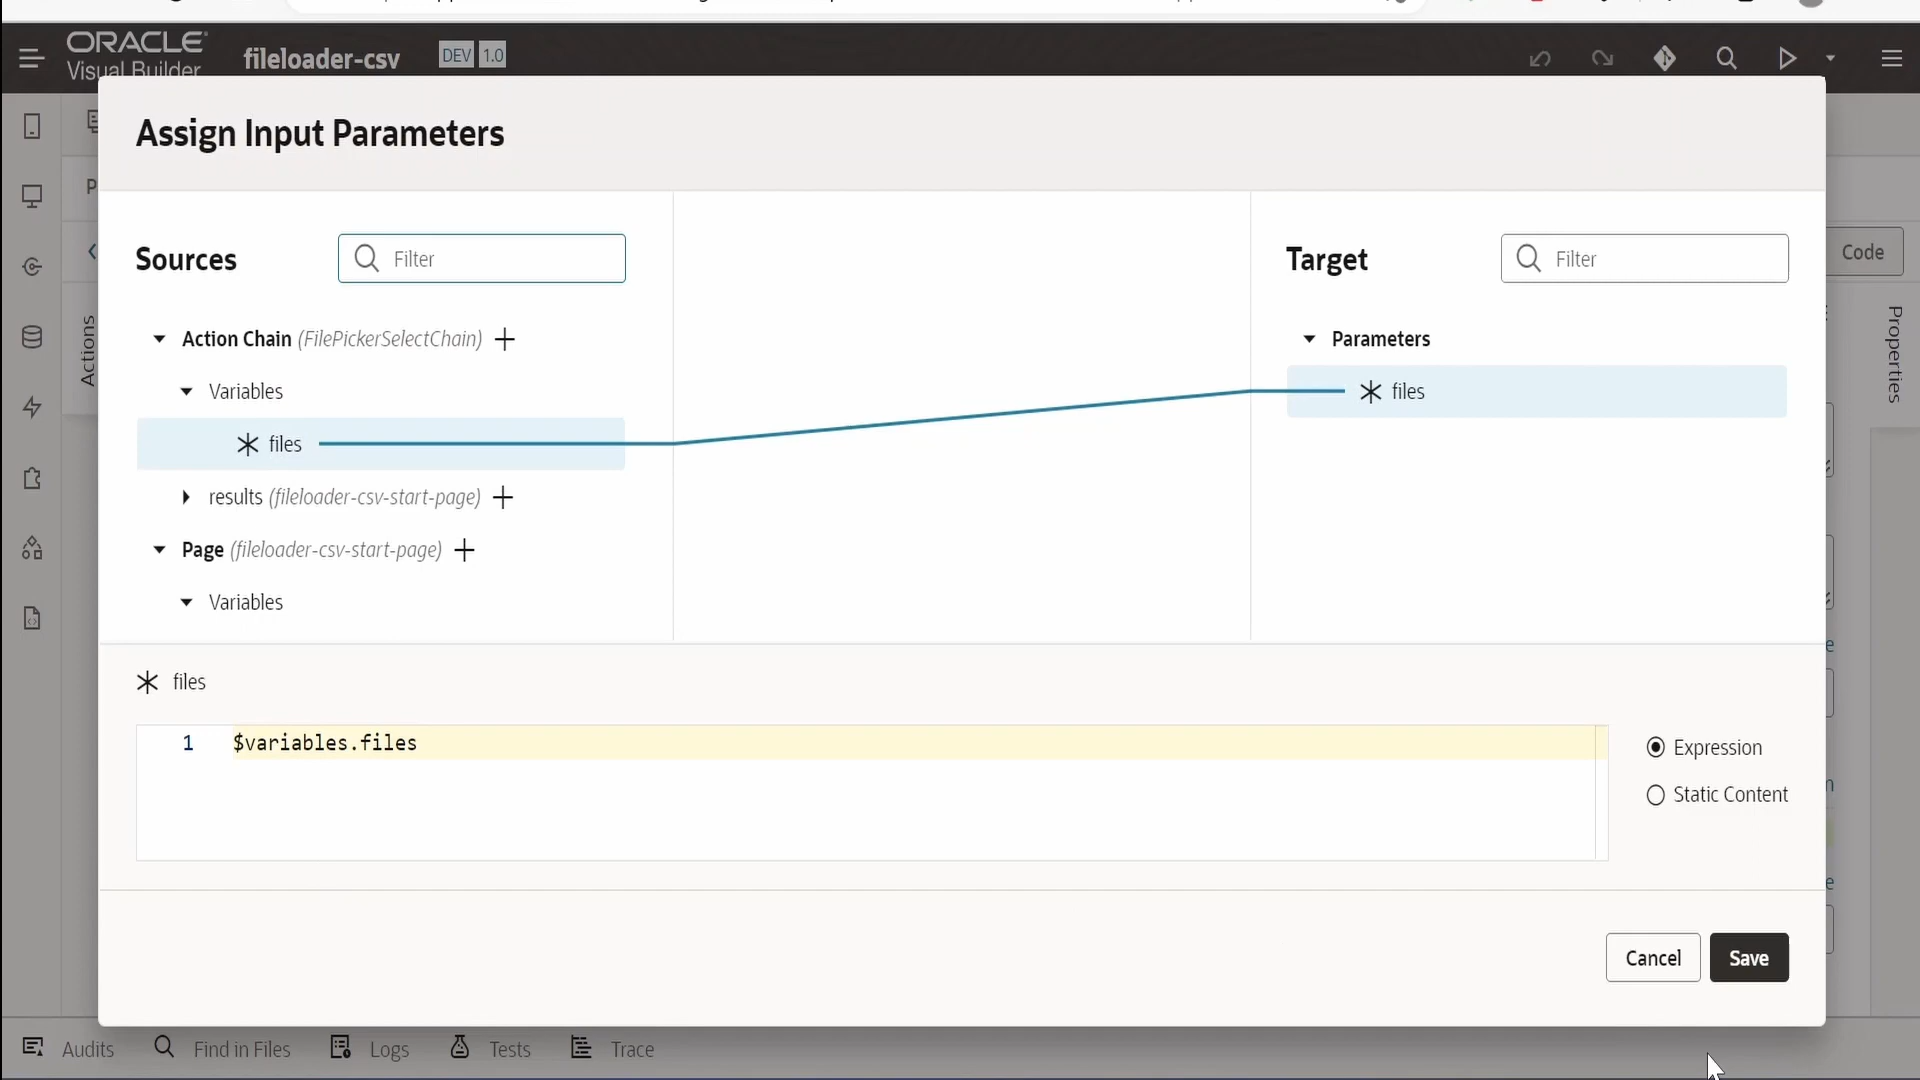 ORACLE
Visual Builder
fileloader-csv
DEV 1.0
Assign Input Parameters
Sources
Filter
Target
Filter
Code
Actions
Properties
Action Chain (FilePickerSelectChain)
Parameters
Variables
files
files
results (fileloader-csv-start-page)
Page (fileloader-csv-start-page)
Variables
files
1 $variables.files
Expression
Static Content
Cancel
Save
Audits
Find in Files
Logs
Tests
Trace